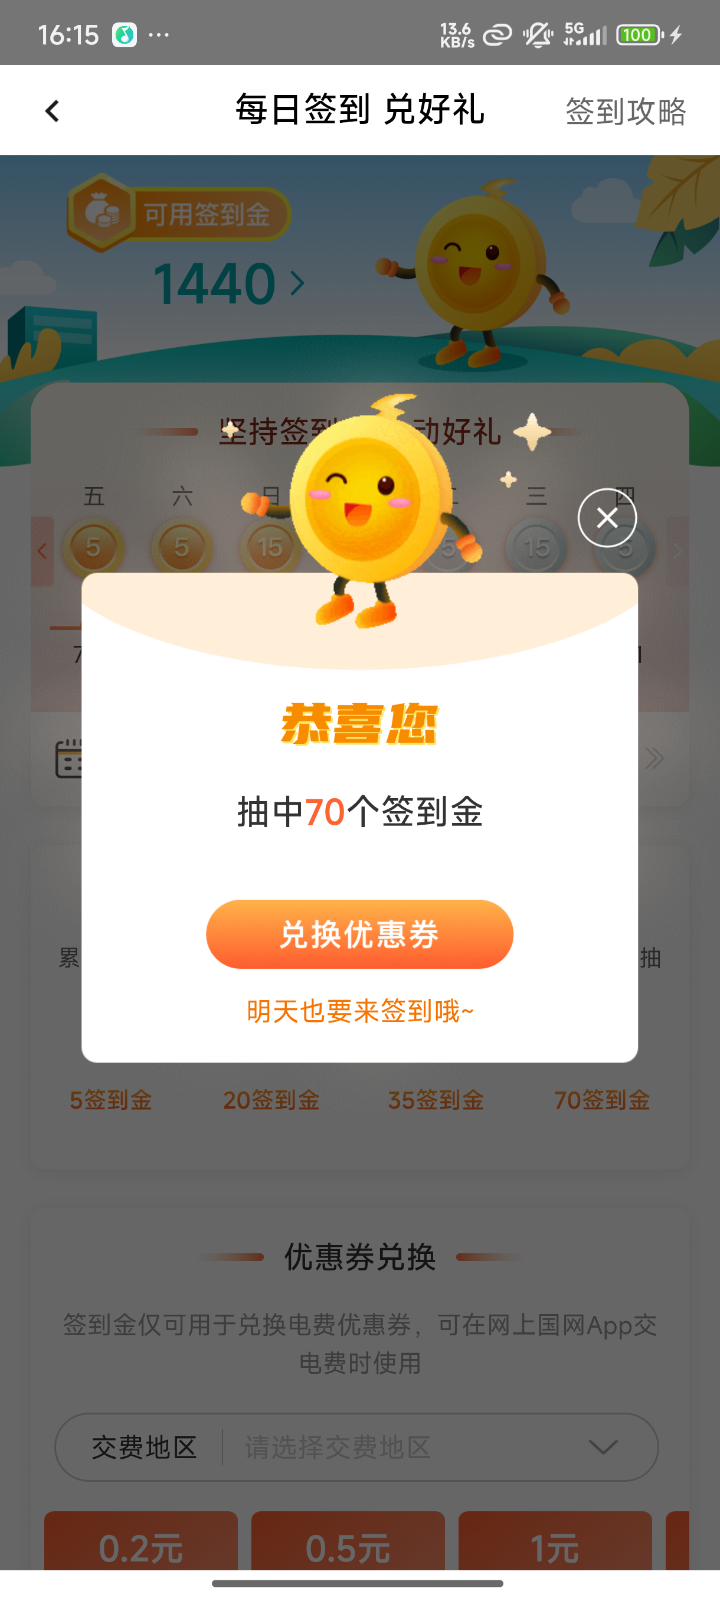 16:15
13.6 KB/s
5G
100
每日签到 兑好礼
签到攻略
可用签到金
1440
坚持签到
动好礼
五 六 日 三 四
5 5 15 5 15 5
恭喜您
抽中70个签到金
兑换优惠券
明天也要来签到哦~
累
抽
5签到金 20签到金 35签到金 70签到金
优惠券兑换
签到金仅可用于兑换电费优惠券，可在网上国网App交
电费时使用
交费地区
请选择交费地区
0.2元 0.5元 1元